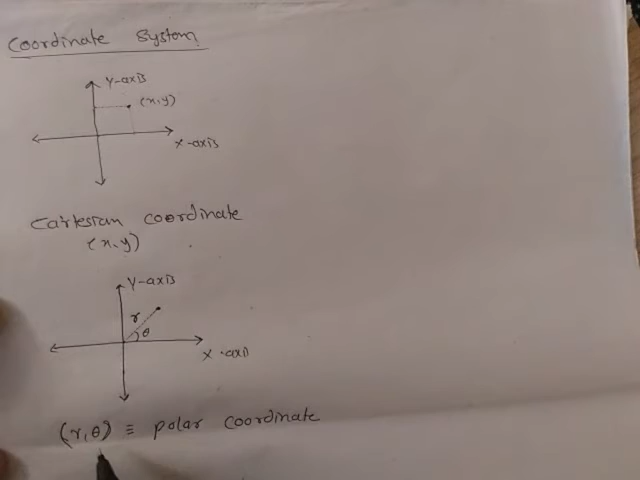 Coordinate System
Y-axis
(x,y)
X-axis
Cartesian coordinate
(x,y)
Y-axis
r
θ
X-axis
(r,θ) ≡ polar coordinate